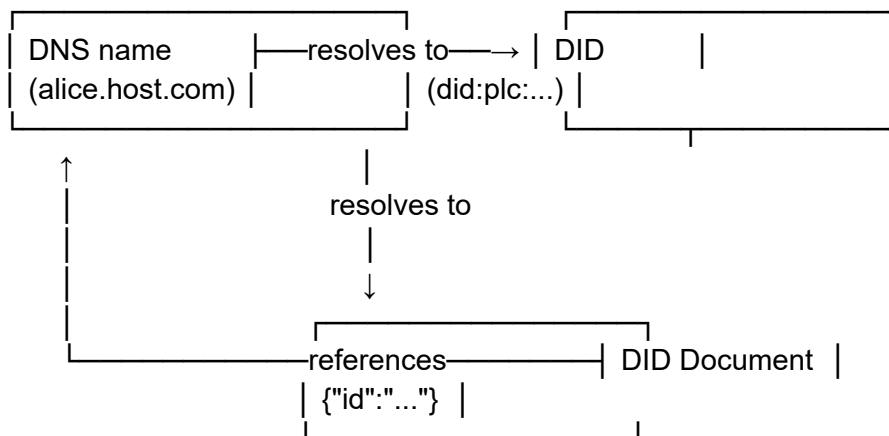 DNS name resolves to DID
(alice.host.com) (did:plc:...)
resolves to
references DID Document
{"id":"..."}